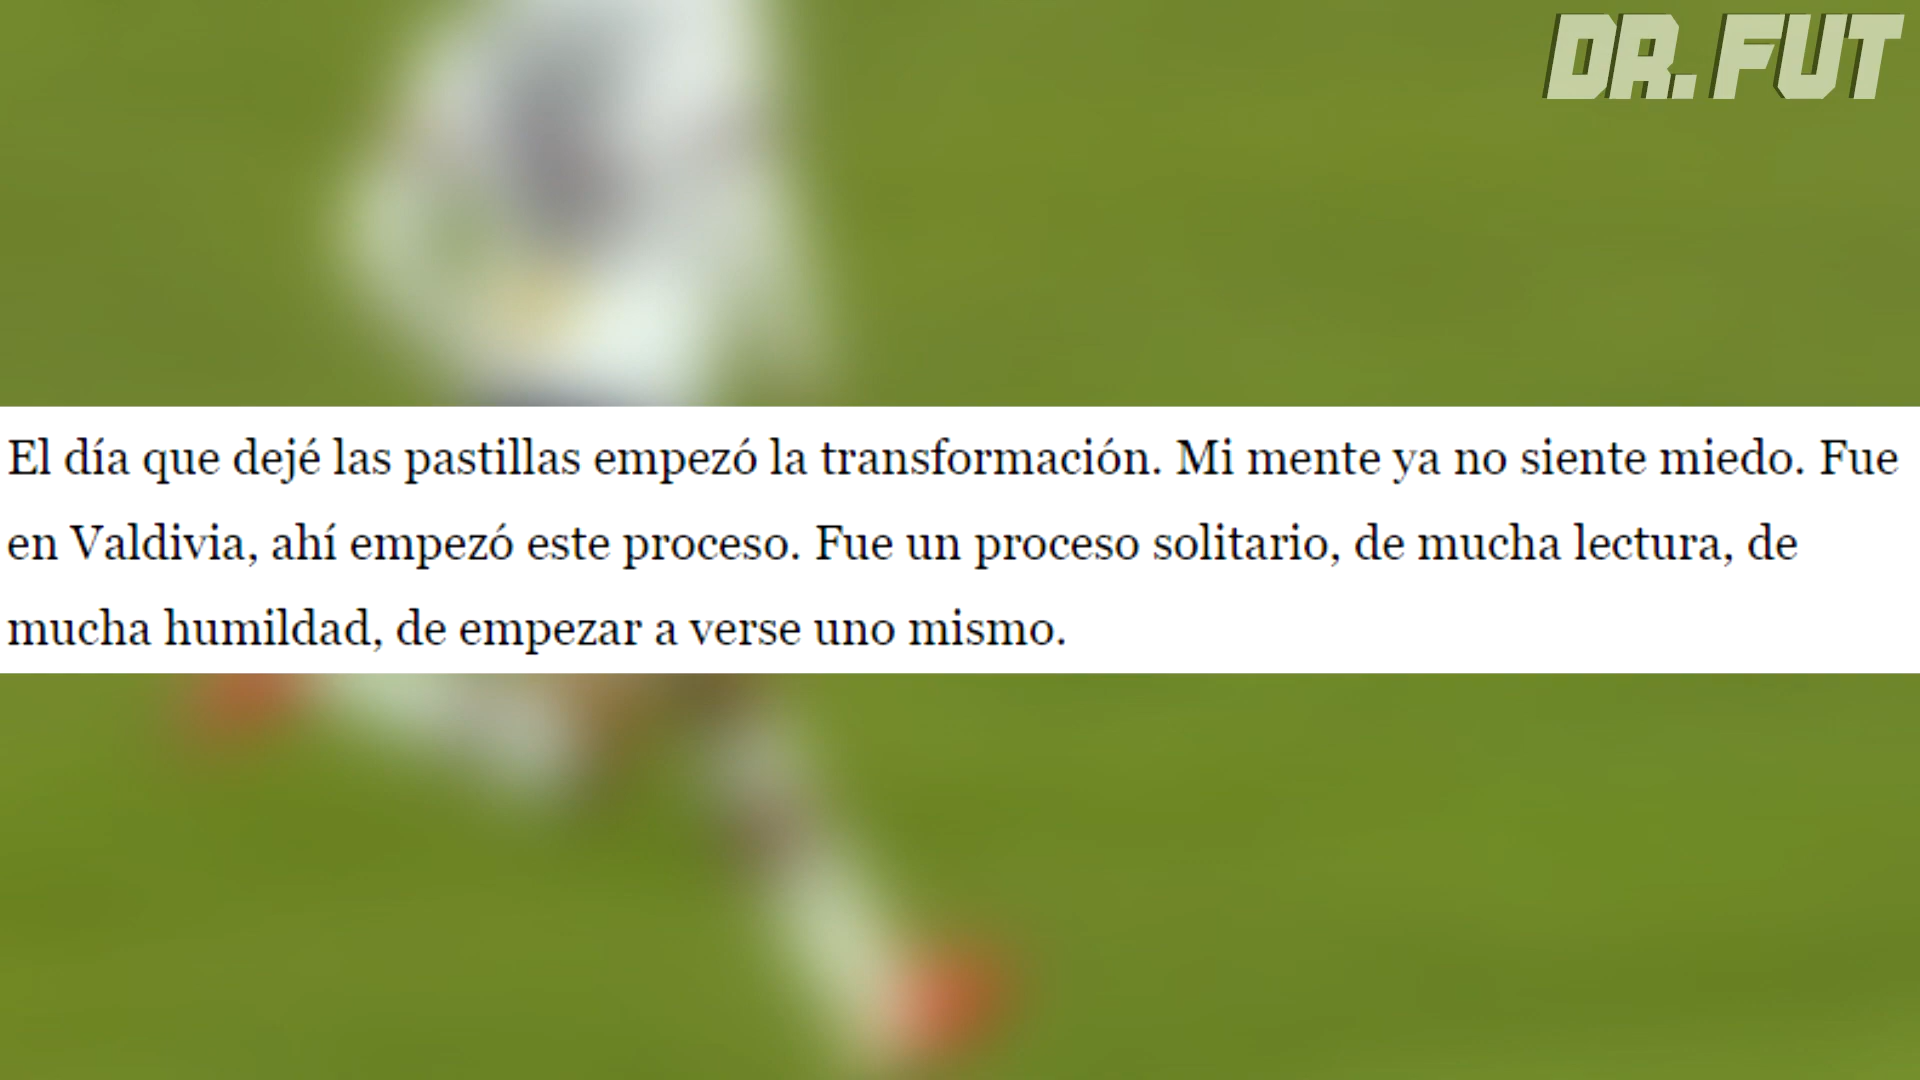 DR. FUT
El día que dejé las pastillas empezó la transformación. Mi mente ya no siente miedo. Fue
en Valdivia, ahí empezó este proceso. Fue un proceso solitario, de mucha lectura, de
mucha humildad, de empezar a verse uno mismo.